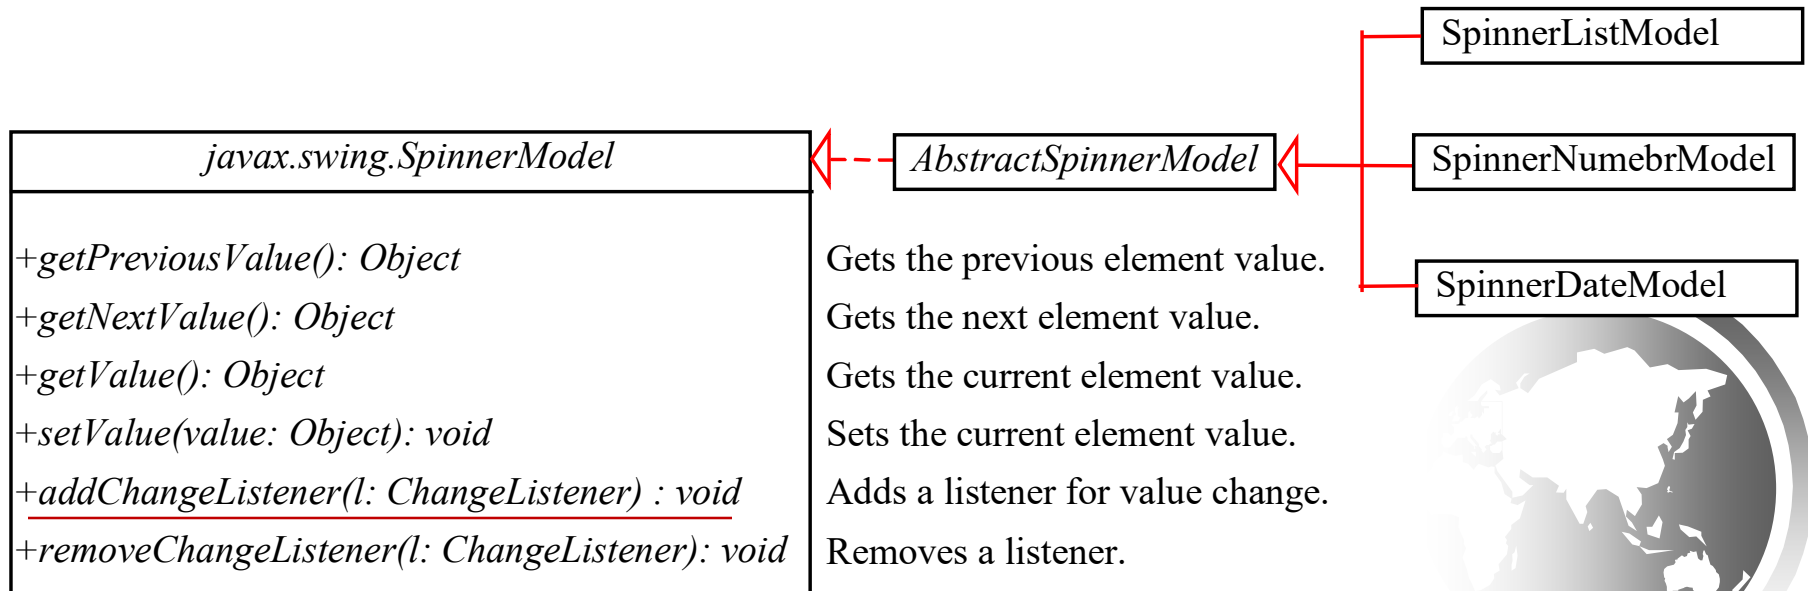 SpinnerListModel
javax.swing.SpinnerModel
AbstractSpinnerModel
SpinnerNumebrModel
+getPreviousValue(): Object
Gets the previous element value.
SpinnerDateModel
+getNextValue(): Object
Gets the next element value.
+getValue(): Object
Gets the current element value.
+setValue(value: Object): void
Sets the current element value.
+addChangeListener(l: ChangeListener) : void
Adds a listener for value change.
+removeChangeListener(l: ChangeListener): void
Removes a listener.